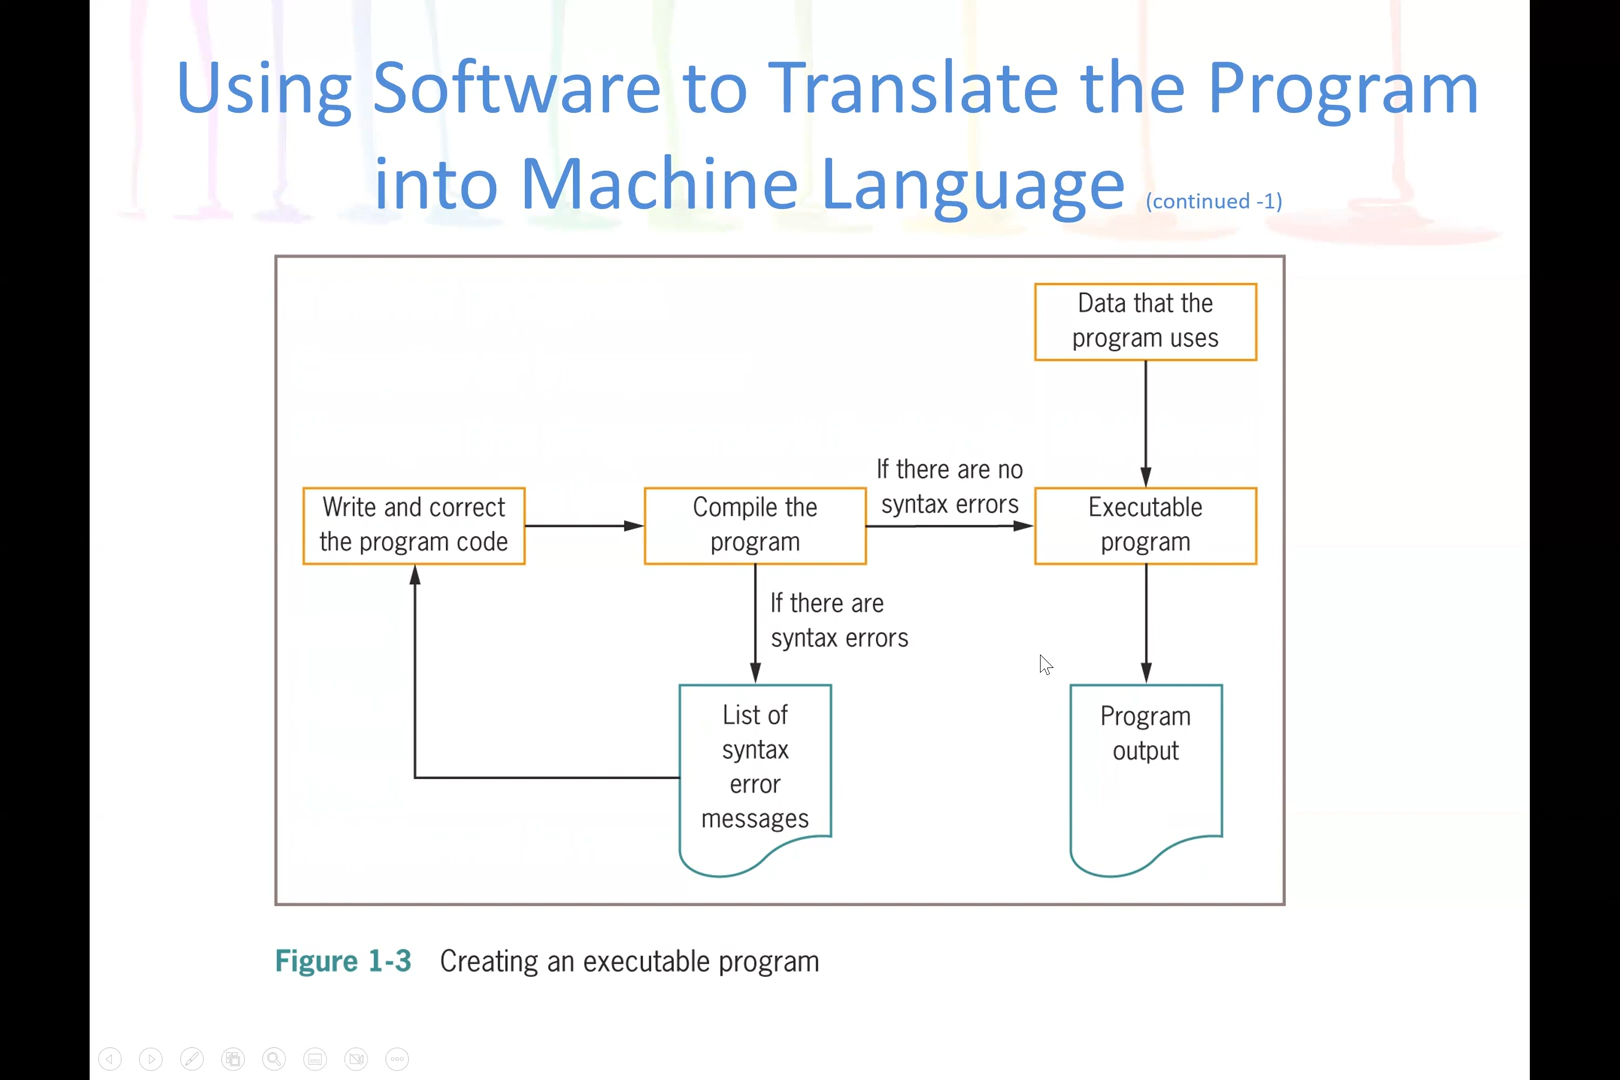 Using Software to Translate the Program
into Machine Language (continued -1)
Data that the
program uses
If there are no
syntax errors
Write and correct
the program code
Compile the
program
Executable
program
If there are
syntax errors
List of
syntax
error
messages
Program
output
Figure 1-3 Creating an executable program